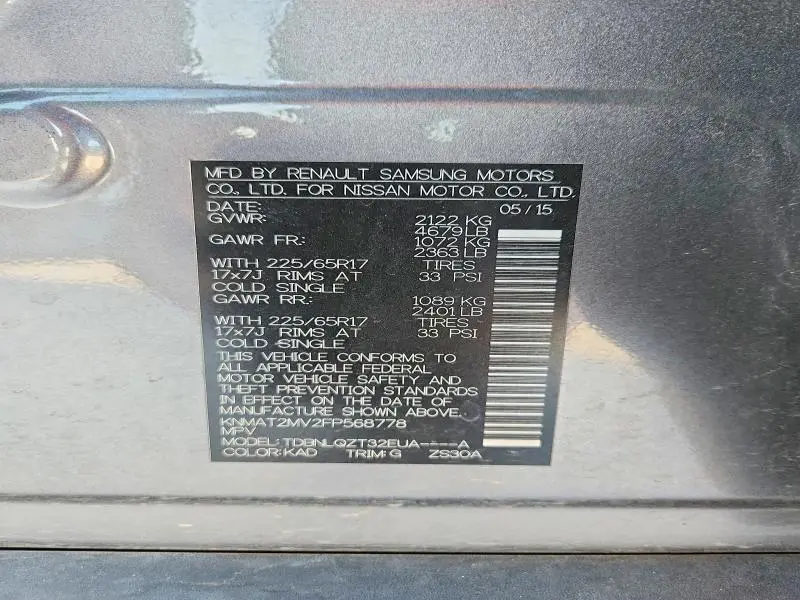 MFD BY RENAULT SAMSUNG MOTORS
CO., LTD. FOR NISSAN MOTOR CO., LTD.
DATE: 05/15
GVWR: 2122 KG
4679 LB
GAWR FR: 1072 KG
2363 LB
WITH 225/65R17 TIRES
17x7J RIMS AT 33 PSI
COLD SINGLE
GAWR RR: 1089 KG
2401 LB
WITH 225/65R17 TIRES
17x7J RIMS AT 33 PSI
COLD SINGLE
THIS VEHICLE CONFORMS TO
ALL APPLICABLE FEDERAL
MOTOR VEHICLE SAFETY AND
THEFT PREVENTION STANDARDS
IN EFFECT ON THE DATE OF
MANUFACTURE SHOWN ABOVE.
KNMAT2MV2FP568778
MPV
MODEL: TDBNLQZT32EUA----A
COLOR: KAD TRIM: G ZS30A